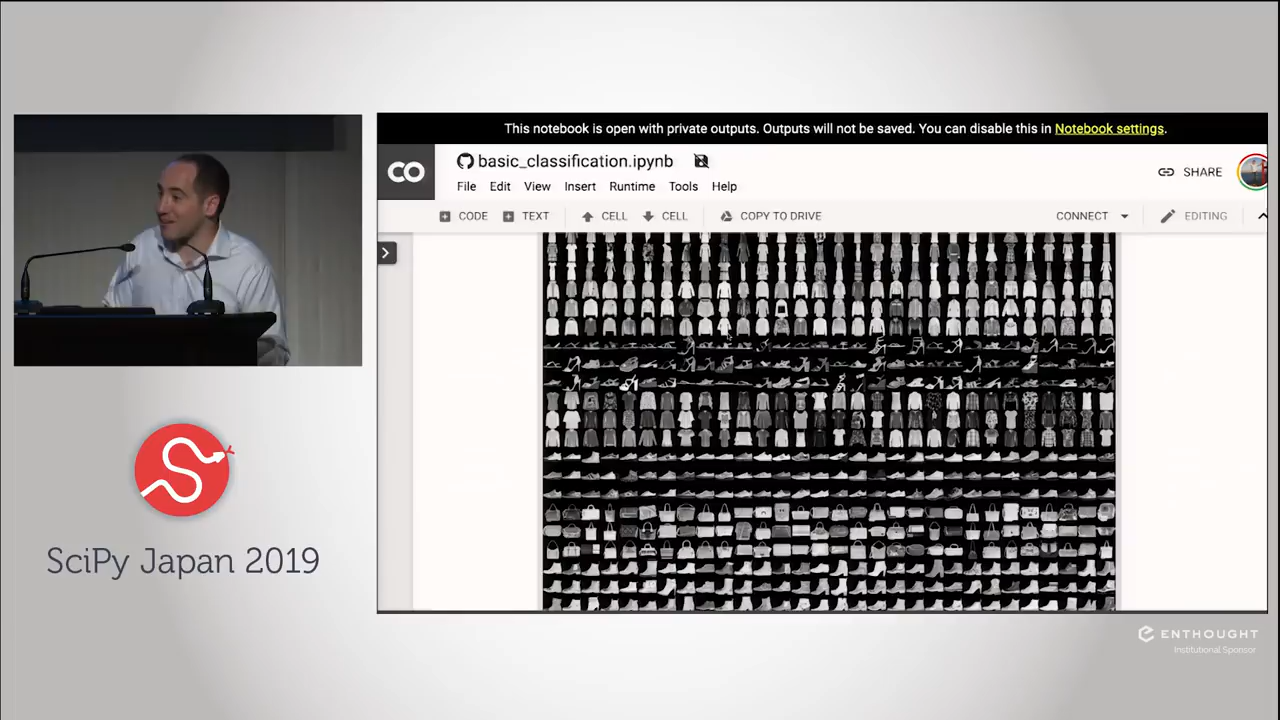 This notebook is open with private outputs. Outputs will not be saved. You can disable this in Notebook settings.
CO
basic_classification.ipynb
SHARE
File Edit View Insert Runtime Tools Help
CODE TEXT CELL CELL COPY TO DRIVE CONNECT EDITING
SciPy Japan 2019
ENTHOUGHT
Institutional Sponsor